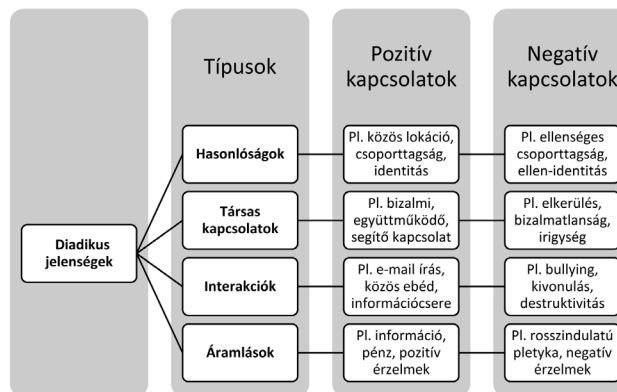 Típusok
Pozitív
kapcsolatok
Negatív
kapcsolatok
Diadikus
jelenségek
Hasonlóságok
Pl. közös lokáció,
csoporttagság,
identitás
Pl. ellenséges
csoporttagság,
ellen-identitás
Társas
kapcsolatok
Pl. bizalmi,
együttműködő,
segítő kapcsolat
Pl. elkerülés,
bizalmatlanság,
irigység
Interakciók
Pl. e-mail írás,
közös ebéd,
információcsere
Pl. bullying,
kivonulás,
destruktivitás
Áramlások
Pl. információ,
pénz, pozitív
érzelmek
Pl. rosszindulatú
pletyka, negatív
érzelmek